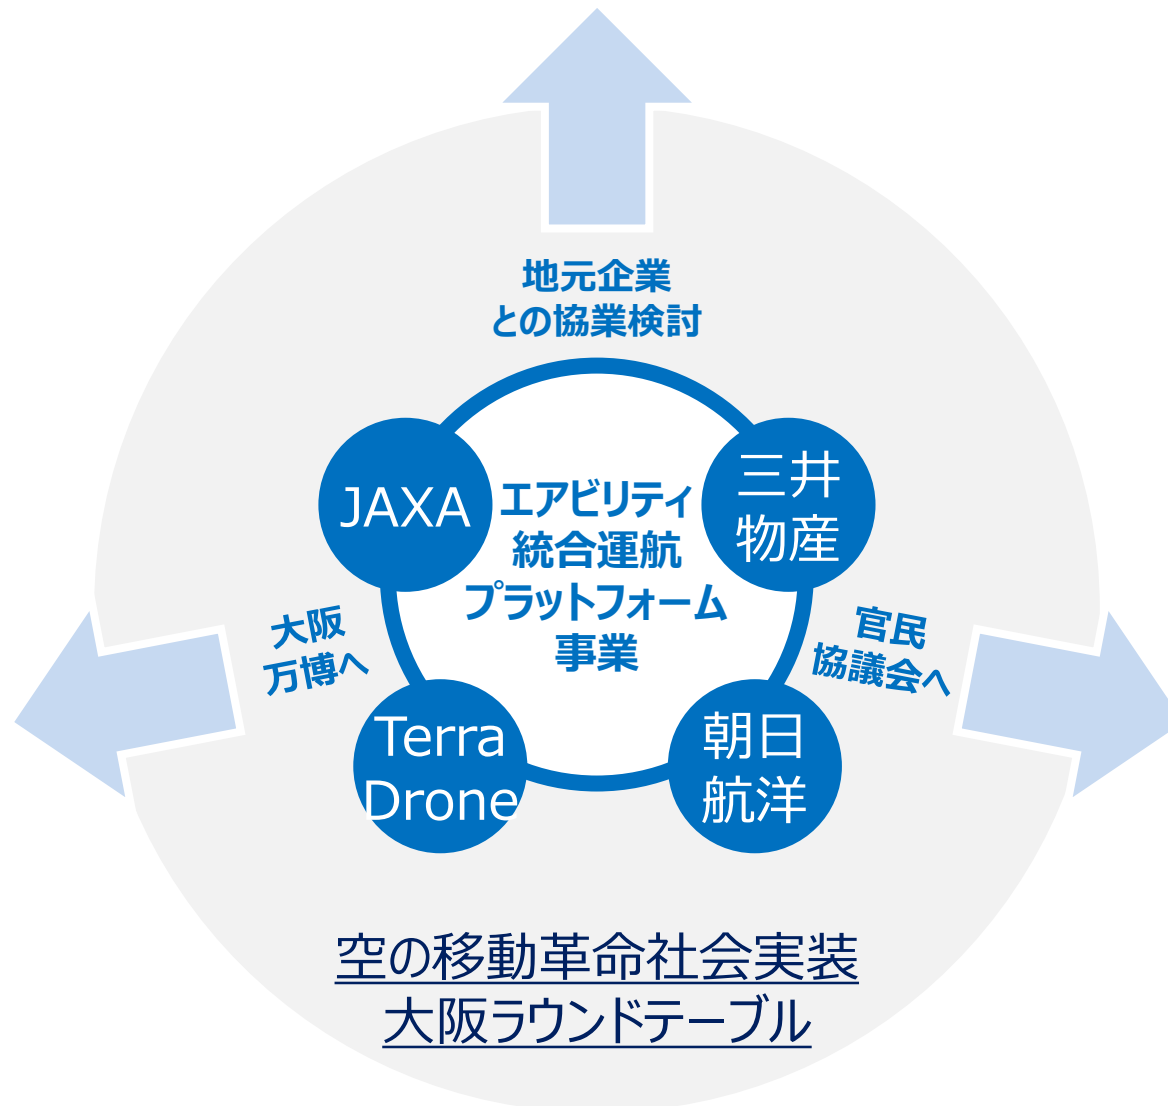 地元企業
との協業検討
JAXA
三井
物産
エアビリティ
統合運航
プラットフォーム
事業
大阪
万博へ
官民
協議会へ
Terra
Drone
朝日
航洋
空の移動革命社会実装
大阪ラウンドテーブル